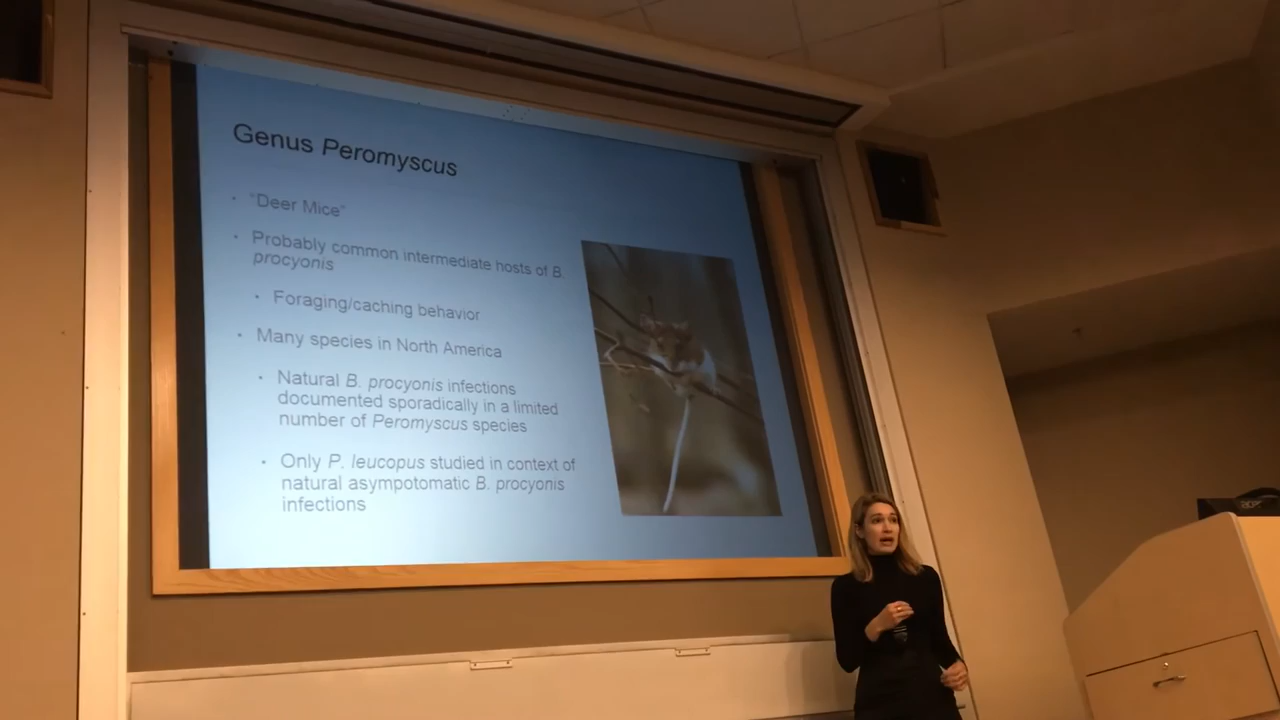 Genus Peromyscus
• "Deer Mice"
• Probably common intermediate hosts of B.
procyonis
• Foraging/caching behavior
• Many species in North America
• Natural B. procyonis infections
documented sporadically in a limited
number of Peromyscus species
• Only P. leucopus studied in context of
natural asympotomatic B. procyonis
infections